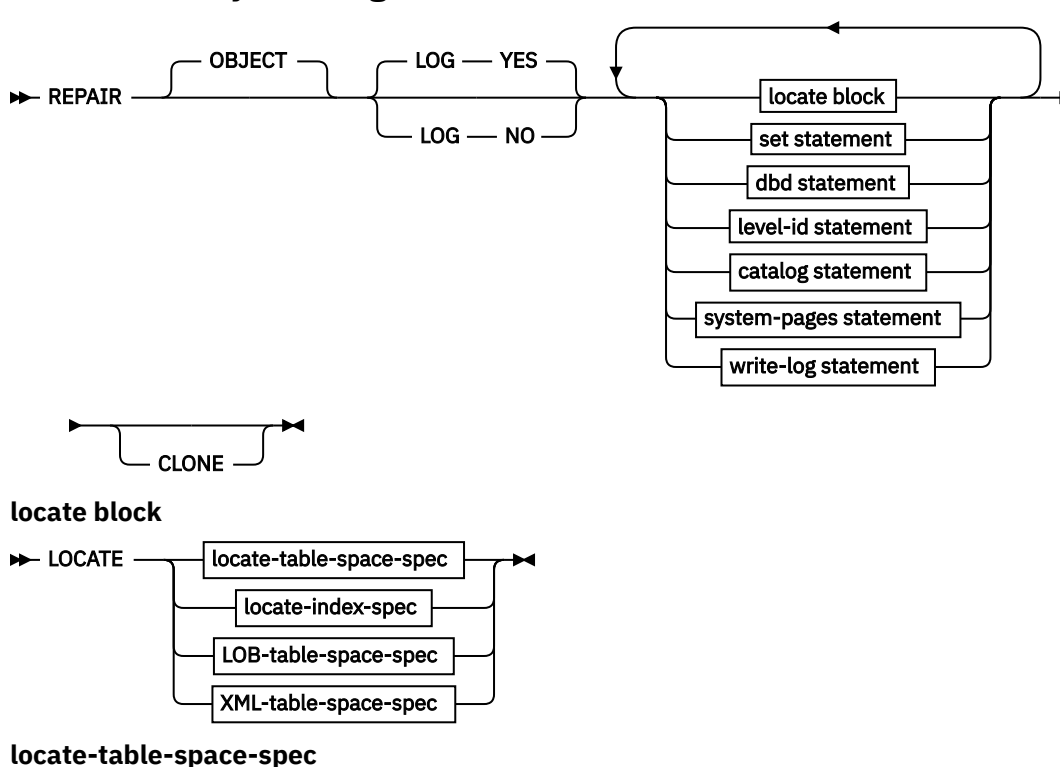 OBJECT
LOG YES
REPAIR
locate block
LOG NO
set statement
dbd statement
level-id statement
catalog statement
system-pages statement
write-log statement
CLONE
locate block
LOCATE
locate-table-space-spec
locate-index-spec
LOB-table-space-spec
XML-table-space-spec
locate-table-space-spec